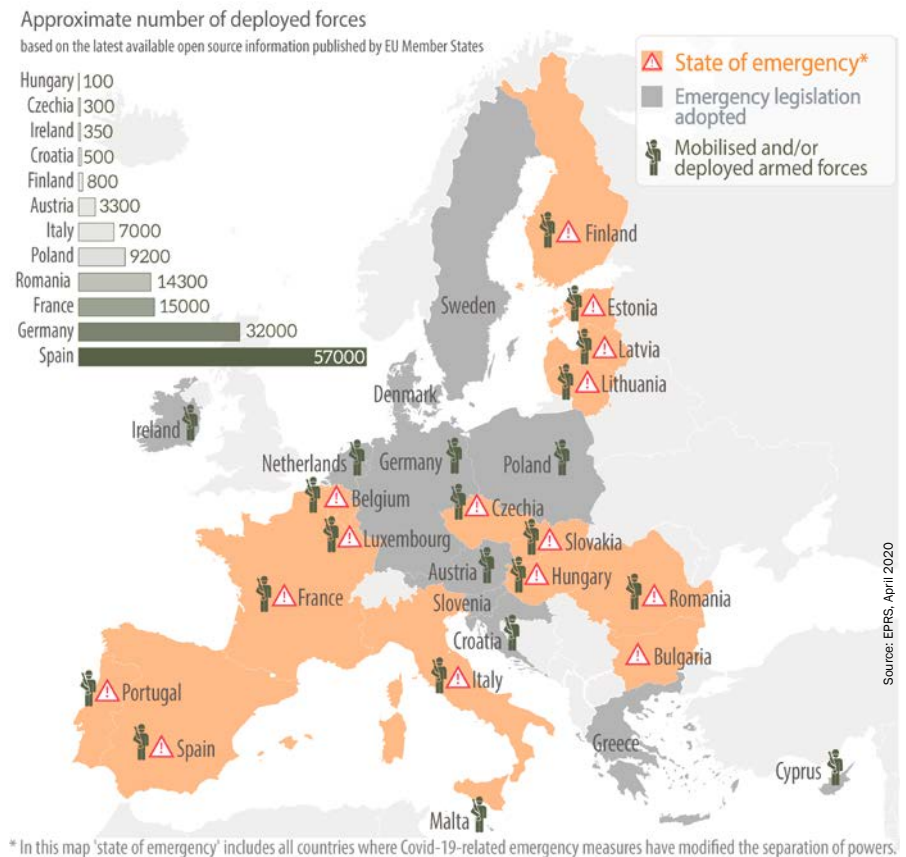 Approximate number of deployed forces
based on the latest available open source information published by EU Member States
Hungary 100
Czechia 300
Ireland 350
Croatia 500
Finland 800
Austria 3300
Italy 7000
Poland 9200
Romania 14300
France 15000
Germany 32000
Spain 57000
State of emergency*
Emergency legislation
adopted
Mobilised and/or
deployed armed forces
Finland
Sweden
Estonia
Latvia
Lithuania
Denmark
Ireland
Netherlands
Germany
Poland
Belgium
Czechia
Luxembourg
Slovakia
Austria
Hungary
France
Slovenia
Romania
Croatia
Bulgaria
Italy
Portugal
Spain
Greece
Cyprus
Malta
Source: EPRS, April 2020
* In this map 'state of emergency' includes all countries where Covid-19-related emergency measures have modified the separation of powers.